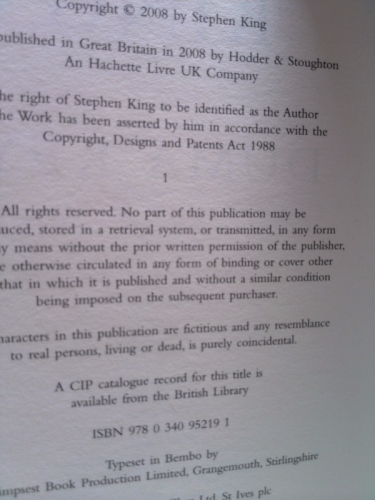 Copyright © 2008 by Stephen King
published in Great Britain in 2008 by Hodder & Stoughton
An Hachette Livre UK Company
he right of Stephen King to be identified as the Author
he Work has been asserted by him in accordance with the
Copyright, Designs and Patents Act 1988
1
All rights reserved. No part of this publication may be
uced, stored in a retrieval system, or transmitted, in any form
y means without the prior written permission of the publisher,
e otherwise circulated in any form of binding or cover other
that in which it is published and without a similar condition
being imposed on the subsequent purchaser.
haracters in this publication are fictitious and any resemblance
to real persons, living or dead, is purely coincidental.
A CIP catalogue record for this title is
available from the British Library
ISBN 978 0 340 95219 1
Typeset in Bembo by
impsest Book Production Limited, Grangemouth, Stirlingshire
Ltd, St Ives plc